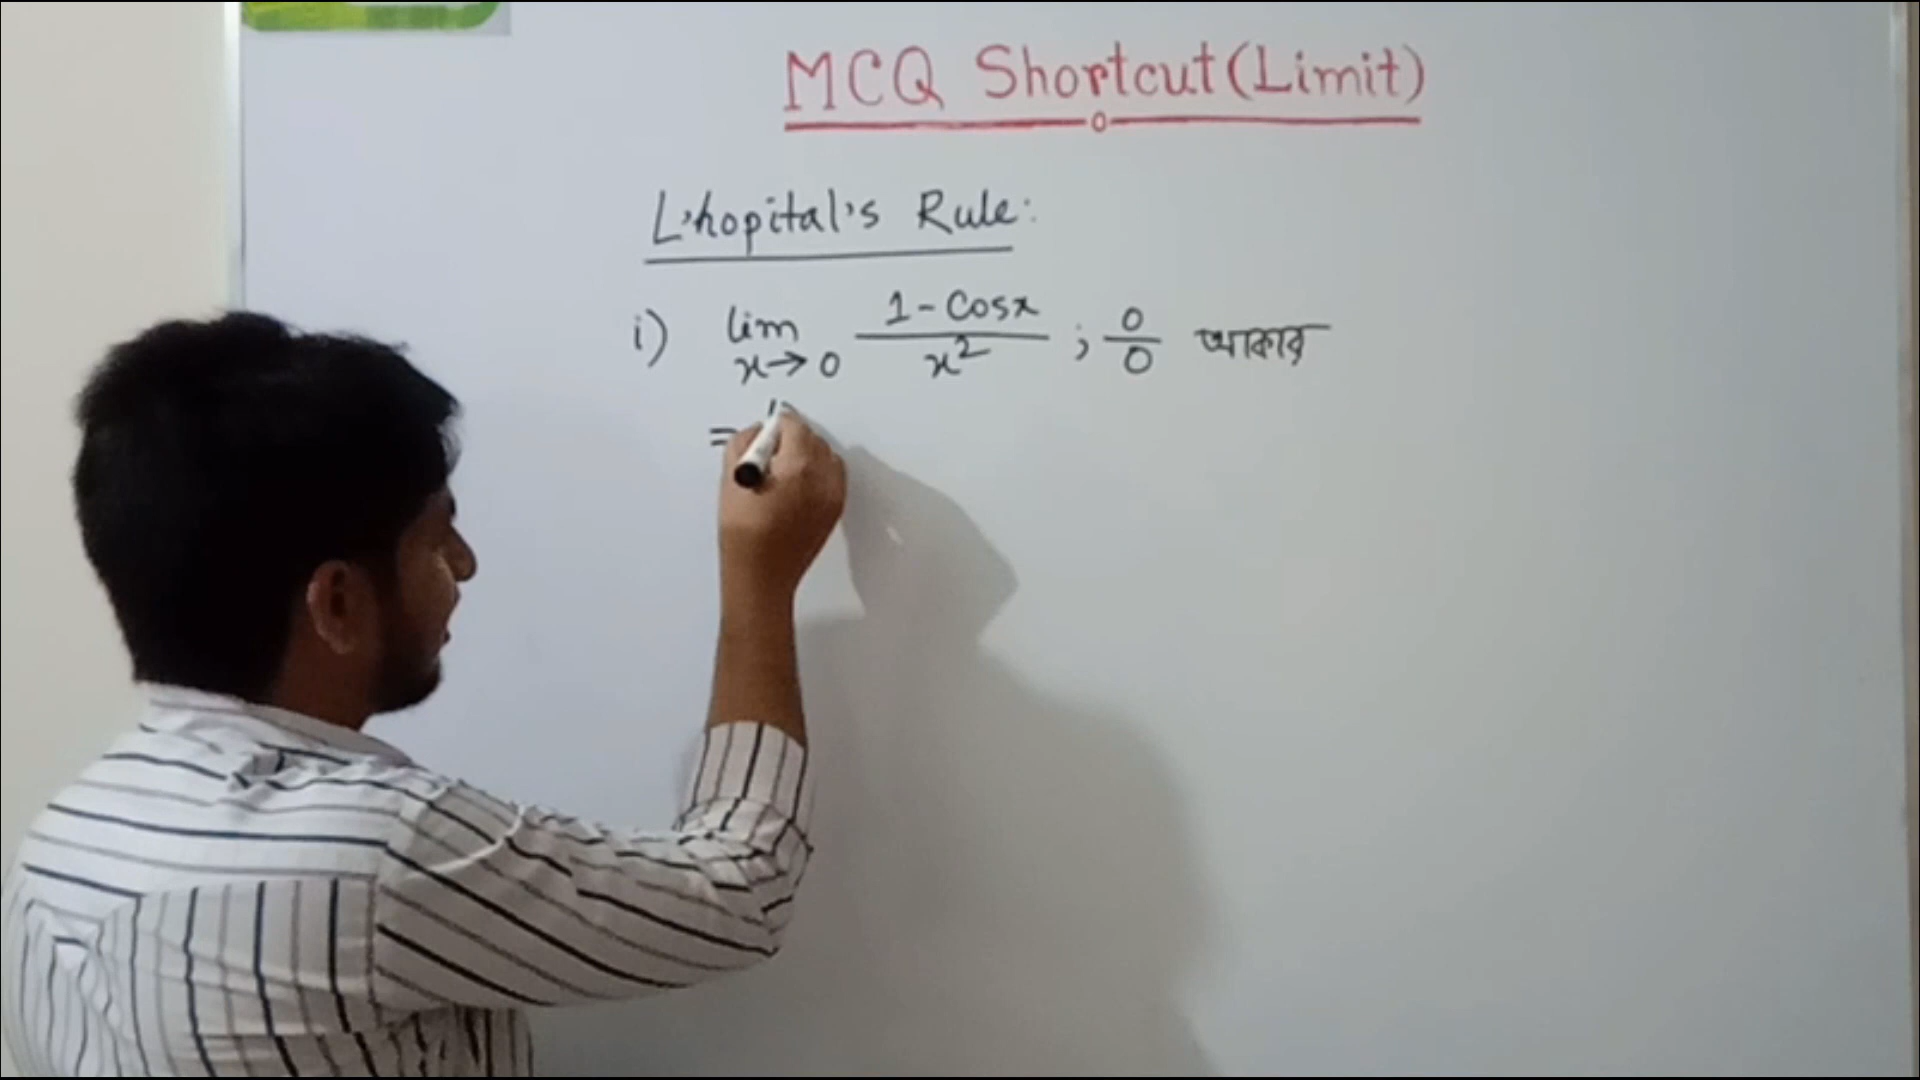 MCQ Shortcut (Limit)
L'hopital's Rule:
i) lim x→0 1 - Cosx / x² ; 0/0 আকার
=